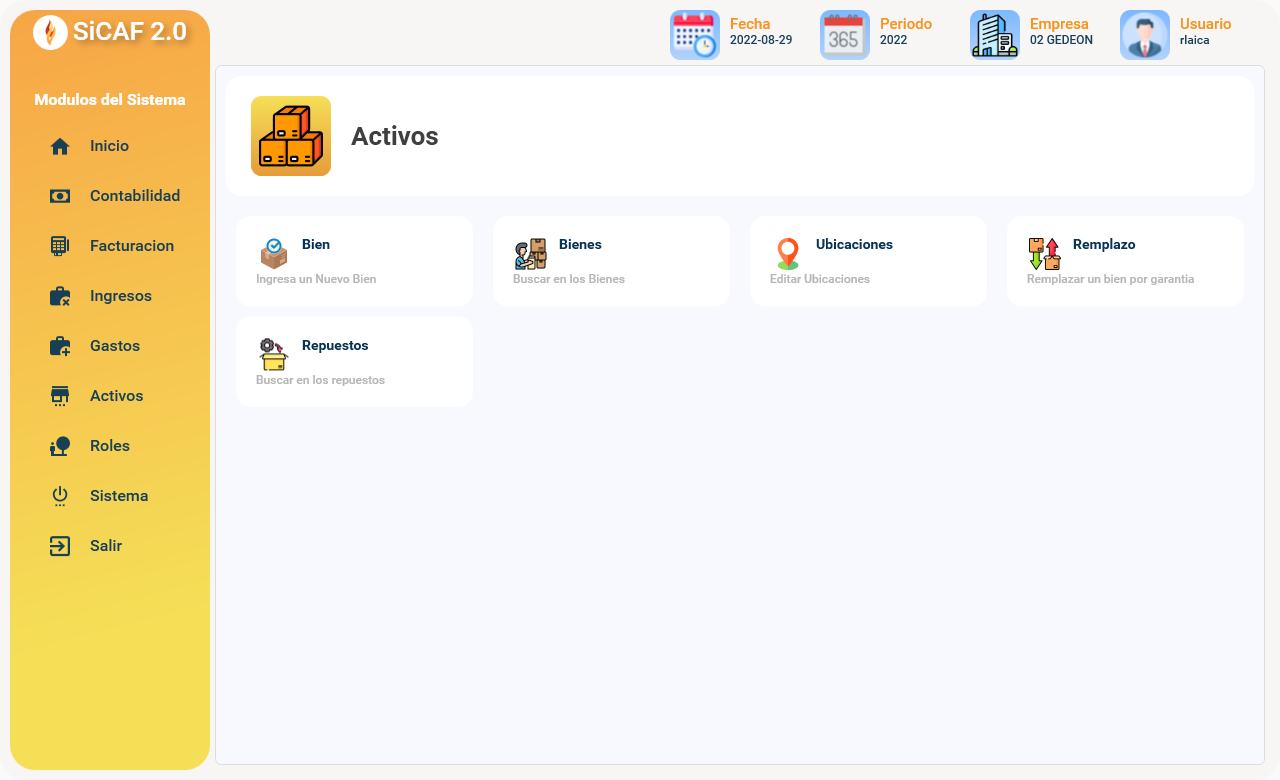 SiCAF 2.0
Fecha
2022-08-29
Periodo
365
2022
Empresa
02 GEDEON
Usuario
rlaica
Modulos del Sistema
Inicio
Contabilidad
Facturacion
Ingresos
Gastos
Activos
Roles
Sistema
Salir
Activos
Bien
Ingresa un Nuevo Bien
Bienes
Buscar en los Bienes
Ubicaciones
Editar Ubicaciones
Remplazo
Remplazar un bien por garantia
Repuestos
Buscar en los repuestos